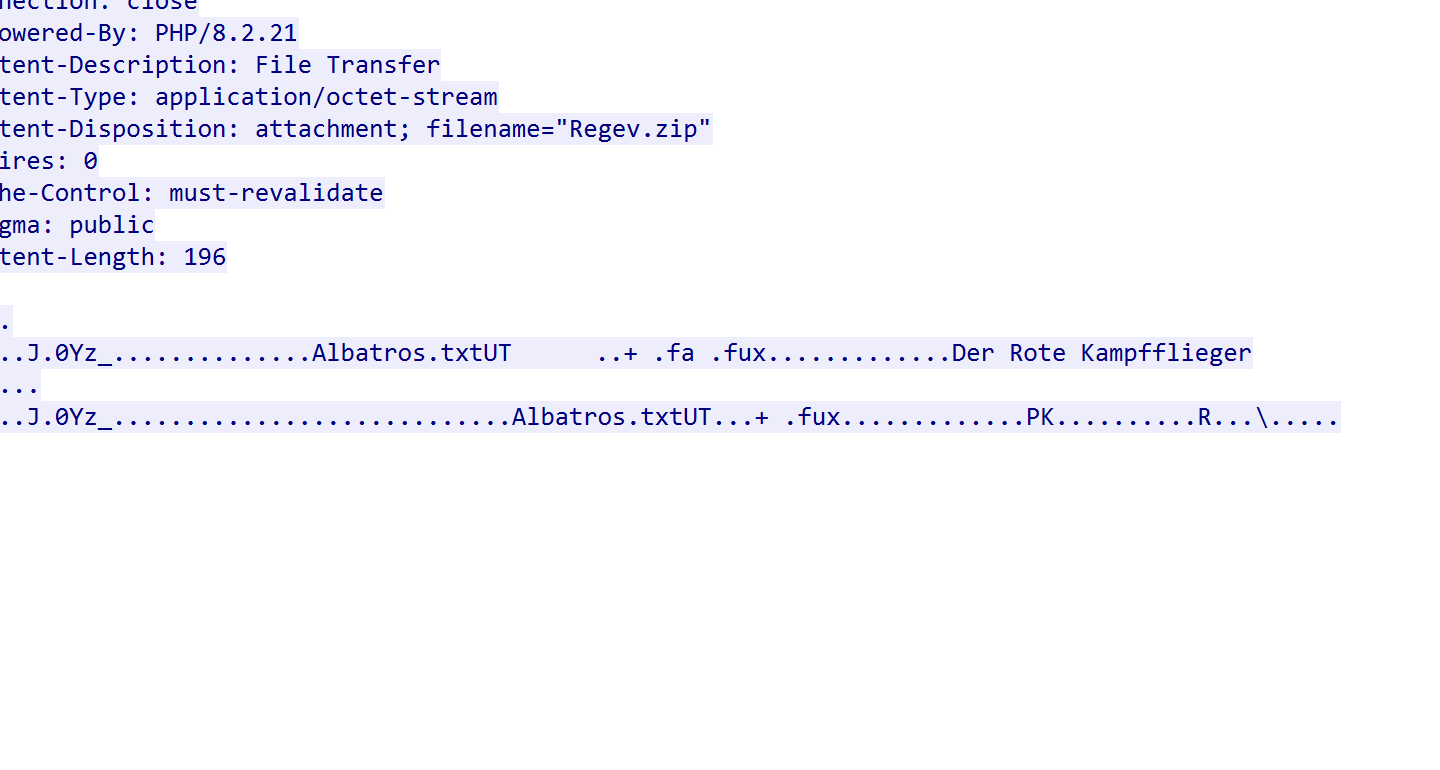 nection: close
owered-By: PHP/8.2.21
tent-Description: File Transfer
tent-Type: application/octet-stream
tent-Disposition: attachment; filename="Regev.zip"
ires: 0
he-Control: must-revalidate
gma: public
tent-Length: 196
.
..J.0Yz_..............Albatros.txtUT      ..+ .fa .fux.............Der Rote Kampfflieger
...
..J.0Yz_............................Albatros.txtUT...+ .fux.............PK..........R...\.....